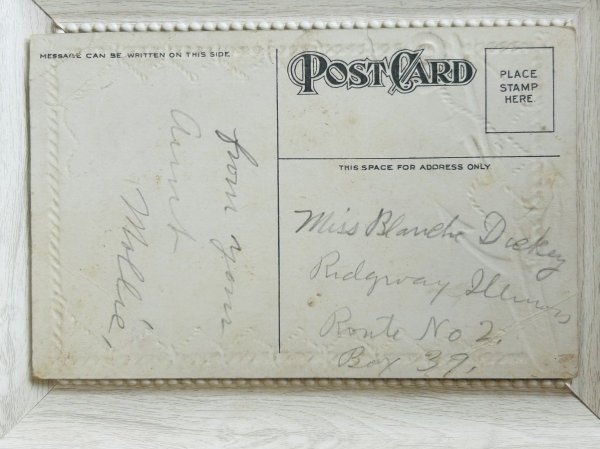 MESSAGE CAN BE WRITTEN ON THIS SIDE.
from your
Aunt
Mollie,
POST CARD
PLACE
STAMP
HERE.
THIS SPACE FOR ADDRESS ONLY.
Miss Blanche Dickey
Ridgway Illinois
Route No 2.
Box 39.